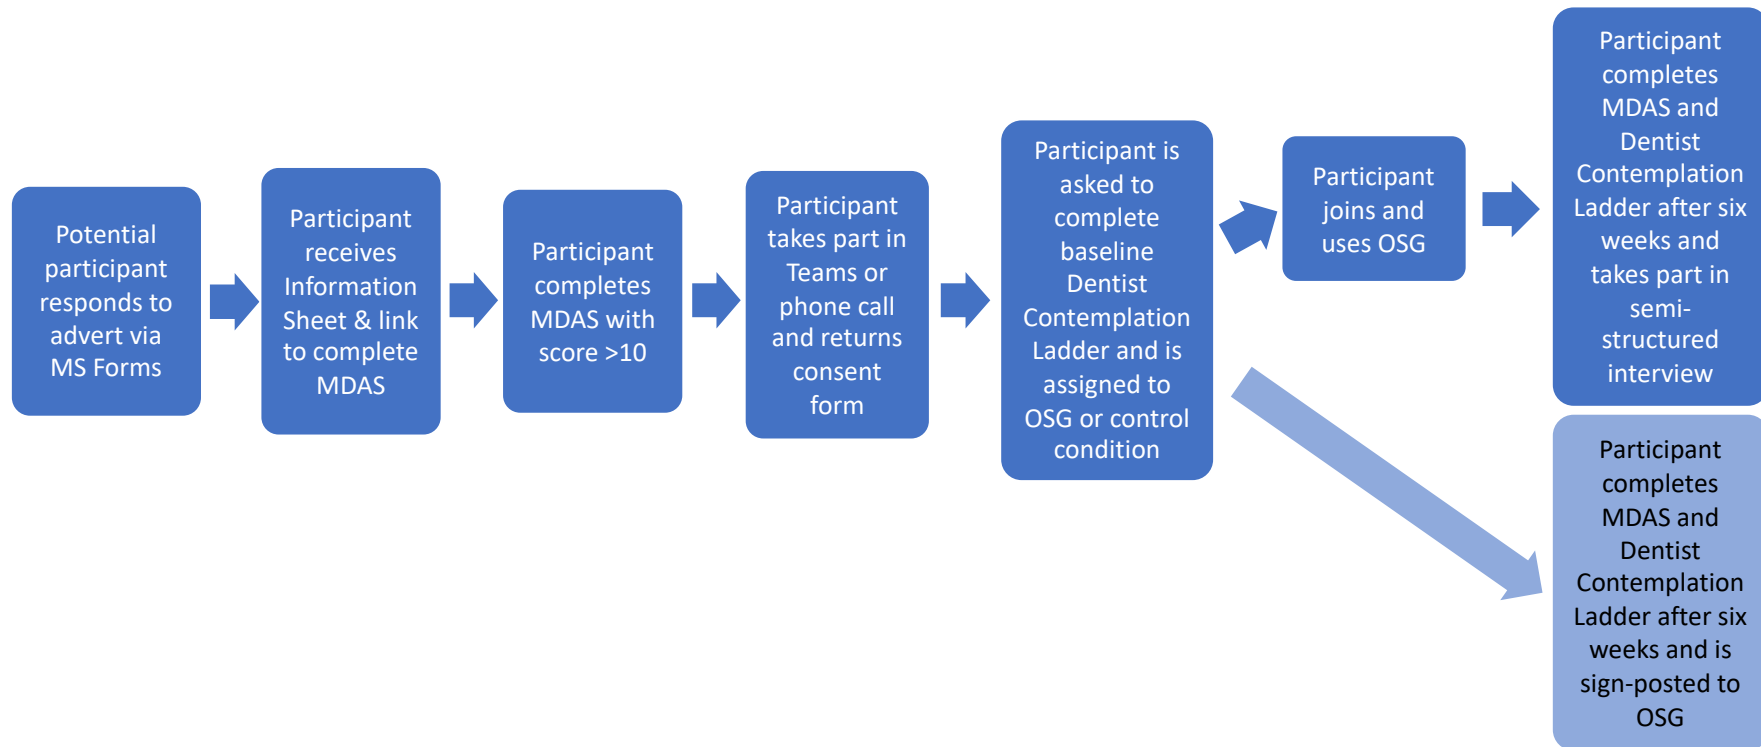 Potential
participant
responds to
advert via
MS Forms
Participant
receives
Information
Sheet & link
to complete
MDAS
Participant
completes
MDAS with
score >10
Participant
takes part in
Teams or
phone call
and returns
consent
form
Participant is
asked to
complete
baseline
Dentist
Contemplation
Ladder and is
assigned to
OSG or control
condition
Participant
joins and
uses OSG
Participant
completes
MDAS and
Dentist
Contemplation
Ladder after six
weeks and
takes part in
semi-
structured
interview
Participant
completes
MDAS and
Dentist
Contemplation
Ladder after six
weeks and is
sign-posted to
OSG